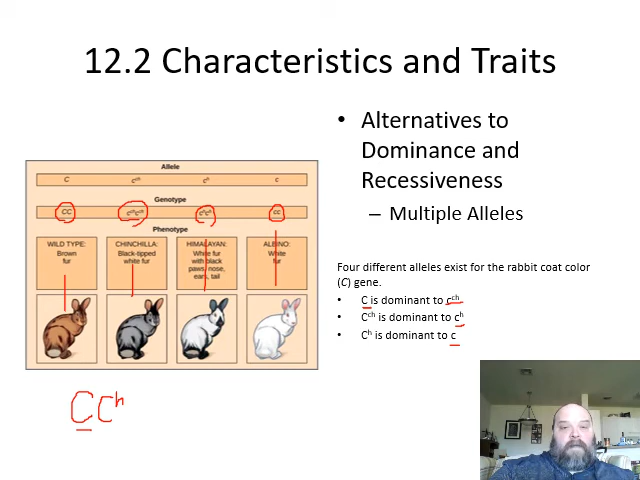 12.2 Characteristics and Traits
• Alternatives to
Dominance and
Recessiveness
– Multiple Alleles
Allele
C cᶜʰ cʰ c
Genotype
CC cᶜʰcᶜʰ cʰcʰ cc
Phenotype
WILD TYPE:
Brown
fur
CHINCHILLA:
Black-tipped
white fur
HIMALAYAN:
White fur
with black
paws, nose,
ears, tail
ALBINO:
White
fur
Four different alleles exist for the rabbit coat color
(C) gene.
• C is dominant to cᶜʰ
• Cᶜʰ is dominant to cʰ
• Cʰ is dominant to c
CCʰ